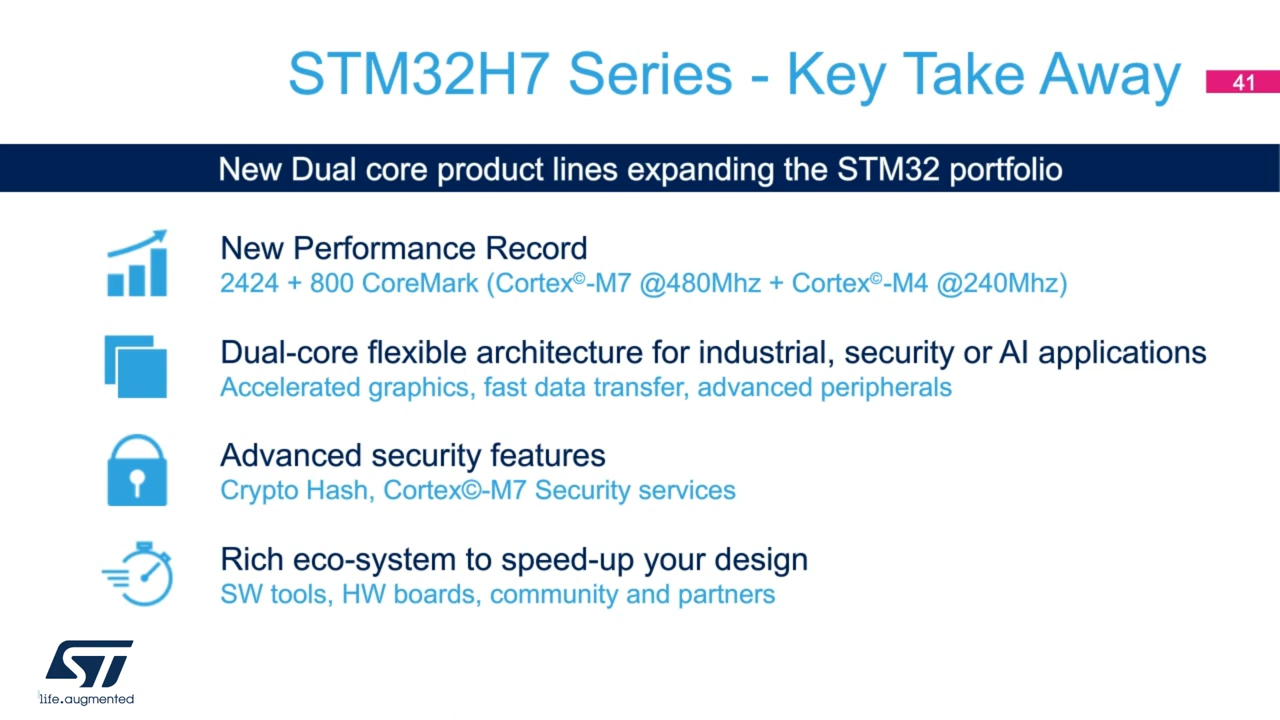 STM32H7 Series - Key Take Away
41
New Dual core product lines expanding the STM32 portfolio
New Performance Record
2424 + 800 CoreMark (Cortex©-M7 @480Mhz + Cortex©-M4 @240Mhz)
Dual-core flexible architecture for industrial, security or AI applications
Accelerated graphics, fast data transfer, advanced peripherals
Advanced security features
Crypto Hash, Cortex©-M7 Security services
Rich eco-system to speed-up your design
SW tools, HW boards, community and partners
ST
life.augmented